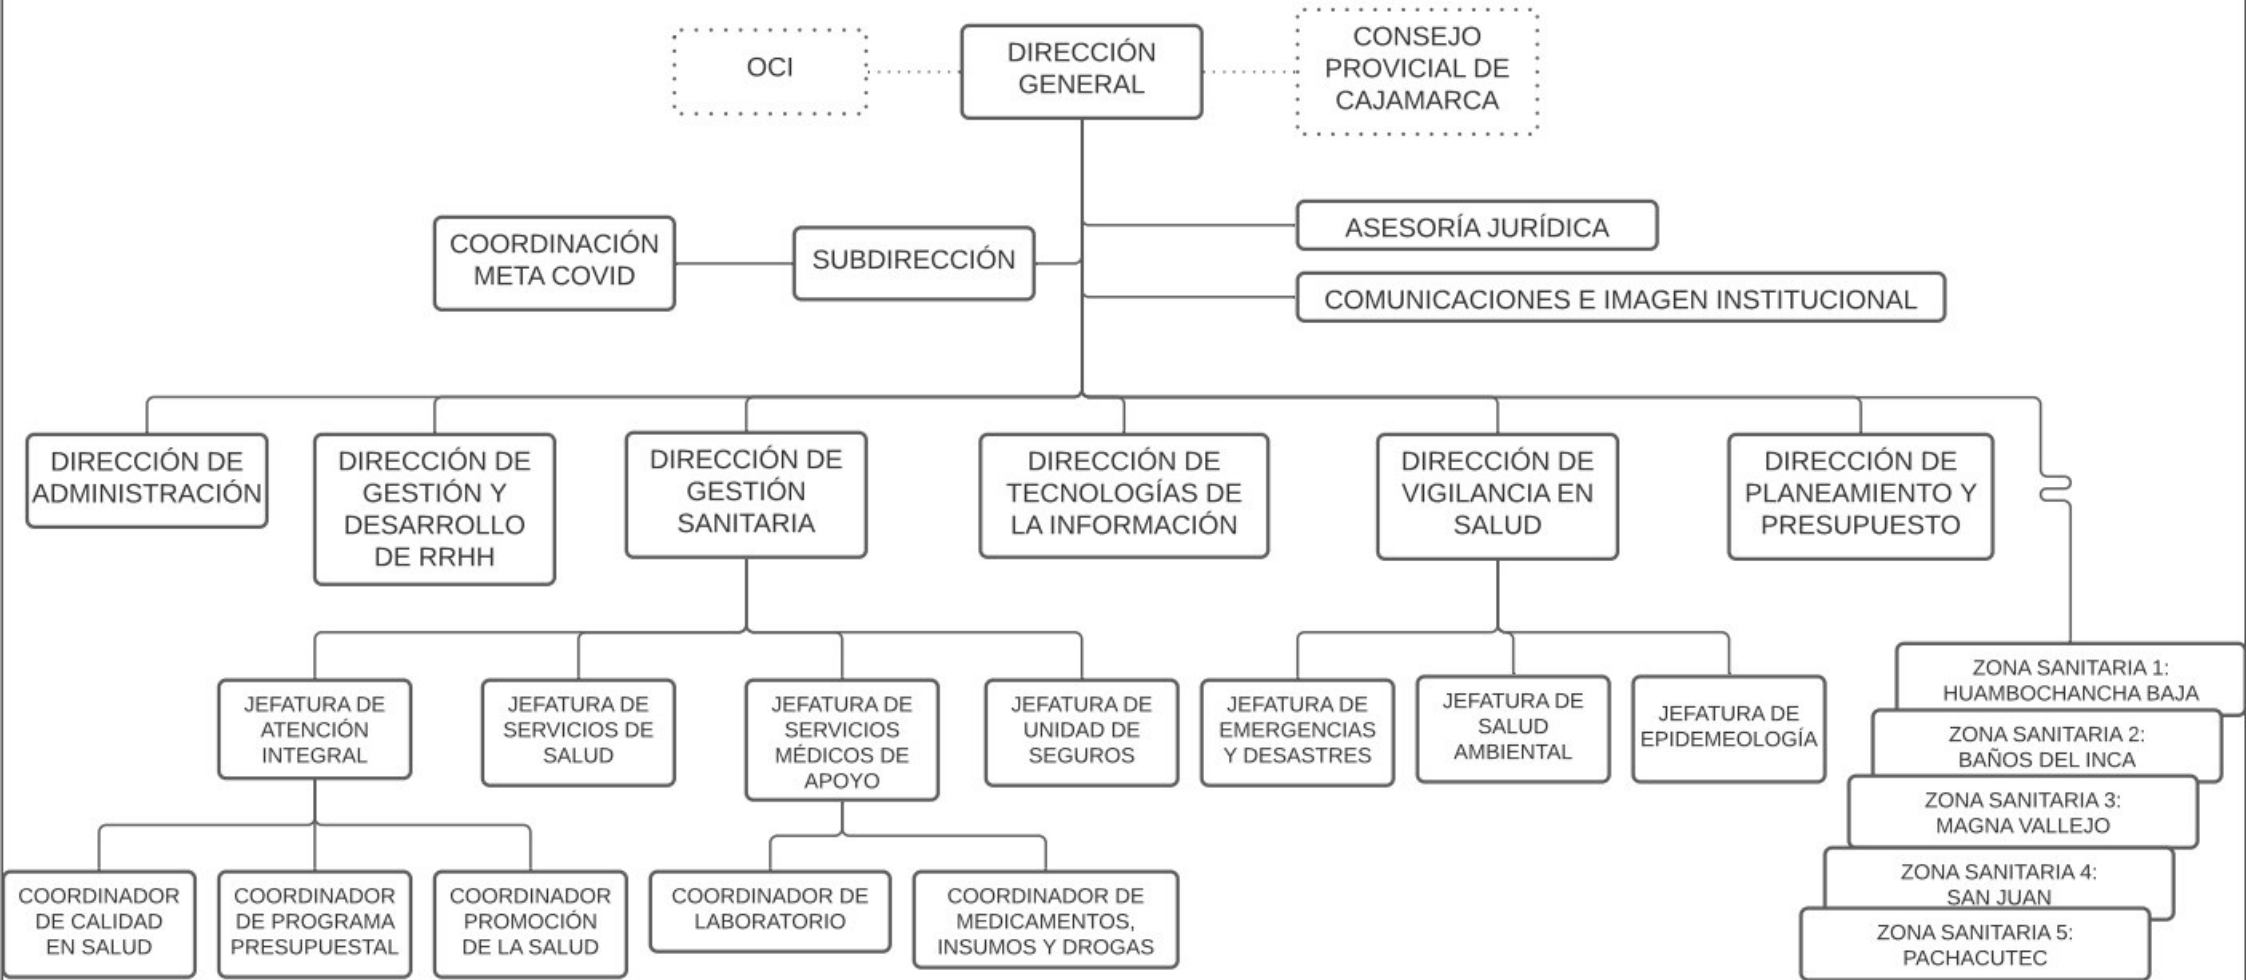 OCI
DIRECCIÓN
GENERAL
CONSEJO
PROVICIAL DE
CAJAMARCA
COORDINACIÓN
META COVID
SUBDIRECCIÓN
ASESORÍA JURÍDICA
COMUNICACIONES E IMAGEN INSTITUCIONAL
DIRECCIÓN DE
ADMINISTRACIÓN
DIRECCIÓN DE
GESTIÓN Y
DESARROLLO
DE RRHH
DIRECCIÓN DE
GESTIÓN
SANITARIA
DIRECCIÓN DE
TECNOLOGÍAS DE
LA INFORMACIÓN
DIRECCIÓN DE
VIGILANCIA EN
SALUD
DIRECCIÓN DE
PLANEAMIENTO Y
PRESUPUESTO
JEFATURA DE
ATENCIÓN
INTEGRAL
JEFATURA DE
SERVICIOS DE
SALUD
JEFATURA DE
SERVICIOS
MÉDICOS DE
APOYO
JEFATURA DE
UNIDAD DE
SEGUROS
JEFATURA DE
EMERGENCIAS
Y DESASTRES
JEFATURA DE
SALUD
AMBIENTAL
JEFATURA DE
EPIDEMEOLOGÍA
ZONA SANITARIA 1:
HUAMBOCHANCHA BAJA
ZONA SANITARIA 2:
BAÑOS DEL INCA
ZONA SANITARIA 3:
MAGNA VALLEJO
ZONA SANITARIA 4:
SAN JUAN
ZONA SANITARIA 5:
PACHACUTEC
COORDINADOR
DE CALIDAD
EN SALUD
COORDINADOR
DE PROGRAMA
PRESUPUESTAL
COORDINADOR
PROMOCIÓN
DE LA SALUD
COORDINADOR DE
LABORATORIO
COORDINADOR DE
MEDICAMENTOS,
INSUMOS Y DROGAS